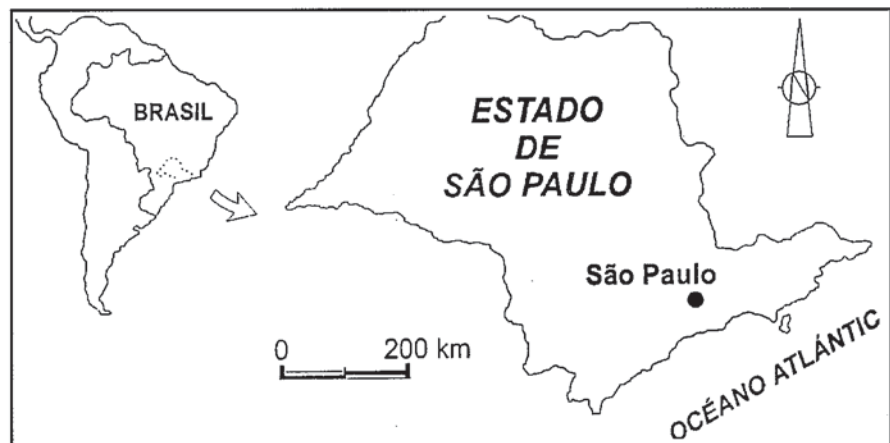 BRASIL
ESTADO
DE
SÃO PAULO
São Paulo
0 200 km
OCÉANO ATLÁNTIC
N